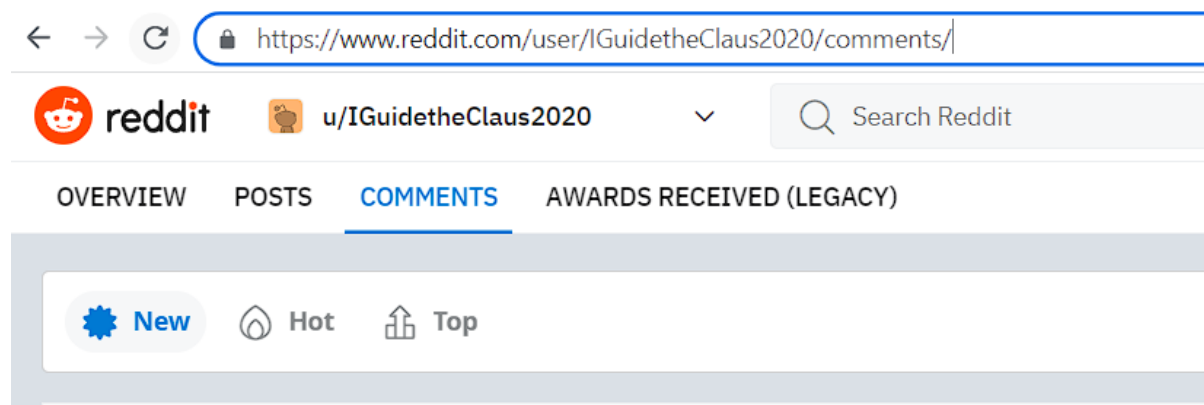 https://www.reddit.com/user/IGuidetheClaus2020/comments/
reddit u/IGuidetheClaus2020 Search Reddit
OVERVIEW POSTS COMMENTS AWARDS RECEIVED (LEGACY)
New Hot Top